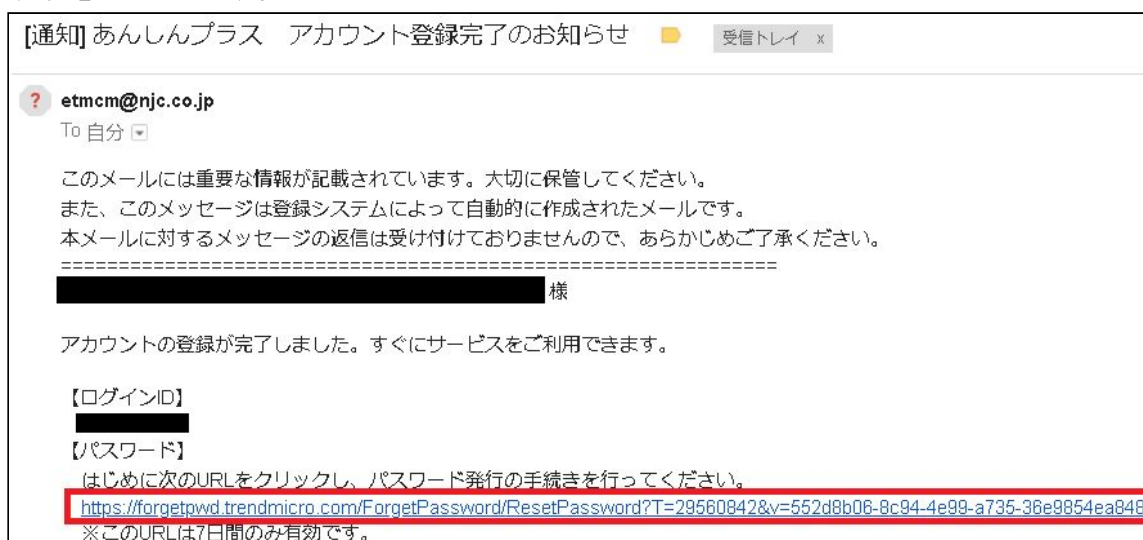 [通知] あんしんプラス　アカウント登録完了のお知らせ 受信トレイ x
? etmcm@njc.co.jp
To 自分
このメールには重要な情報が記載されています。大切に保管してください。
また、このメッセージは登録システムによって自動的に作成されたメールです。
本メールに対するメッセージの返信は受け付けておりませんので、あらかじめご了承ください。
==============================================================
様
アカウントの登録が完了しました。すぐにサービスをご利用できます。
【ログインID】
【パスワード】
はじめに次のURLをクリックし、パスワード発行の手続きを行ってください。
https://forgetpwd.trendmicro.com/ForgetPassword/ResetPassword?T=29560842&v=552d8b06-8c94-4e99-a735-36e9854ea848
※このURLは7日間のみ有効です。